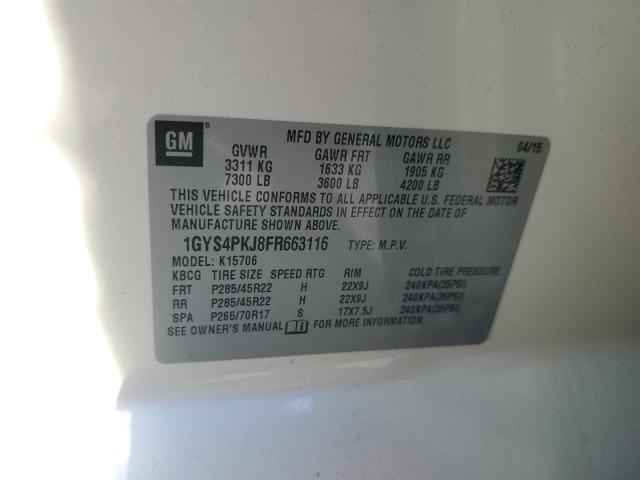 GM ®
MFD BY GENERAL MOTORS LLC 04/15
GVWR GAWR FRT GAWR RR
3311 KG 1633 KG 1905 KG
7300 LB 3600 LB 4200 LB
THIS VEHICLE CONFORMS TO ALL APPLICABLE U.S. FEDERAL MOTOR
VEHICLE SAFETY STANDARDS IN EFFECT ON THE DATE OF
MANUFACTURE SHOWN ABOVE.
1GYS4PKJ8FR663116 TYPE: M.P.V.
MODEL: K15706
KBCG TIRE SIZE SPEED RTG RIM COLD TIRE PRESSURE
FRT P285/45R22 H 22X9J 240KPA(35PSI)
RR P285/45R22 H 22X9J 240KPA(35PSI)
SPA P265/70R17 S 17X7.5J 240KPA(35PSI)
SEE OWNER'S MANUAL FOR MORE INFORMATION.